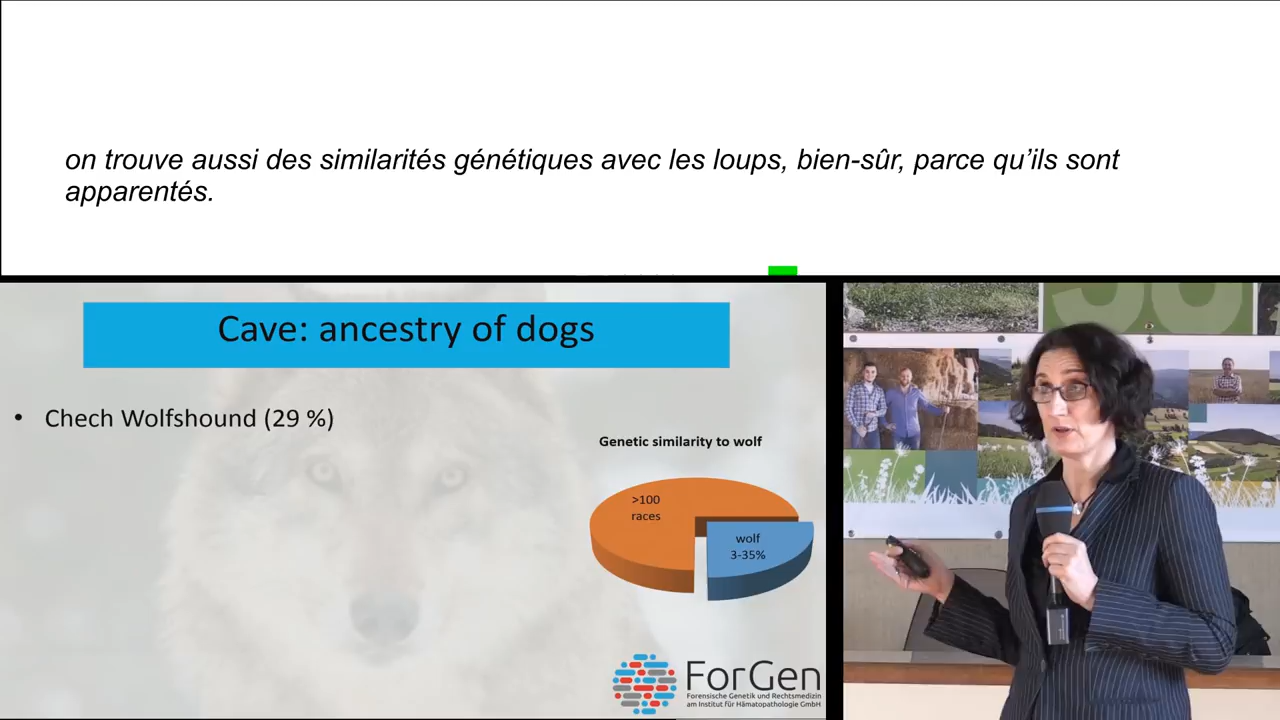 on trouve aussi des similarités génétiques avec les loups, bien-sûr, parce qu’ils sont
apparentés.
Cave: ancestry of dogs
• Chech Wolfshound (29 %)
Genetic similarity to wolf
>100
races
wolf
3-35%
ForGen
Forensische Genetik und Rechtsmedizin
am Institut für Hämatopathologie GmbH